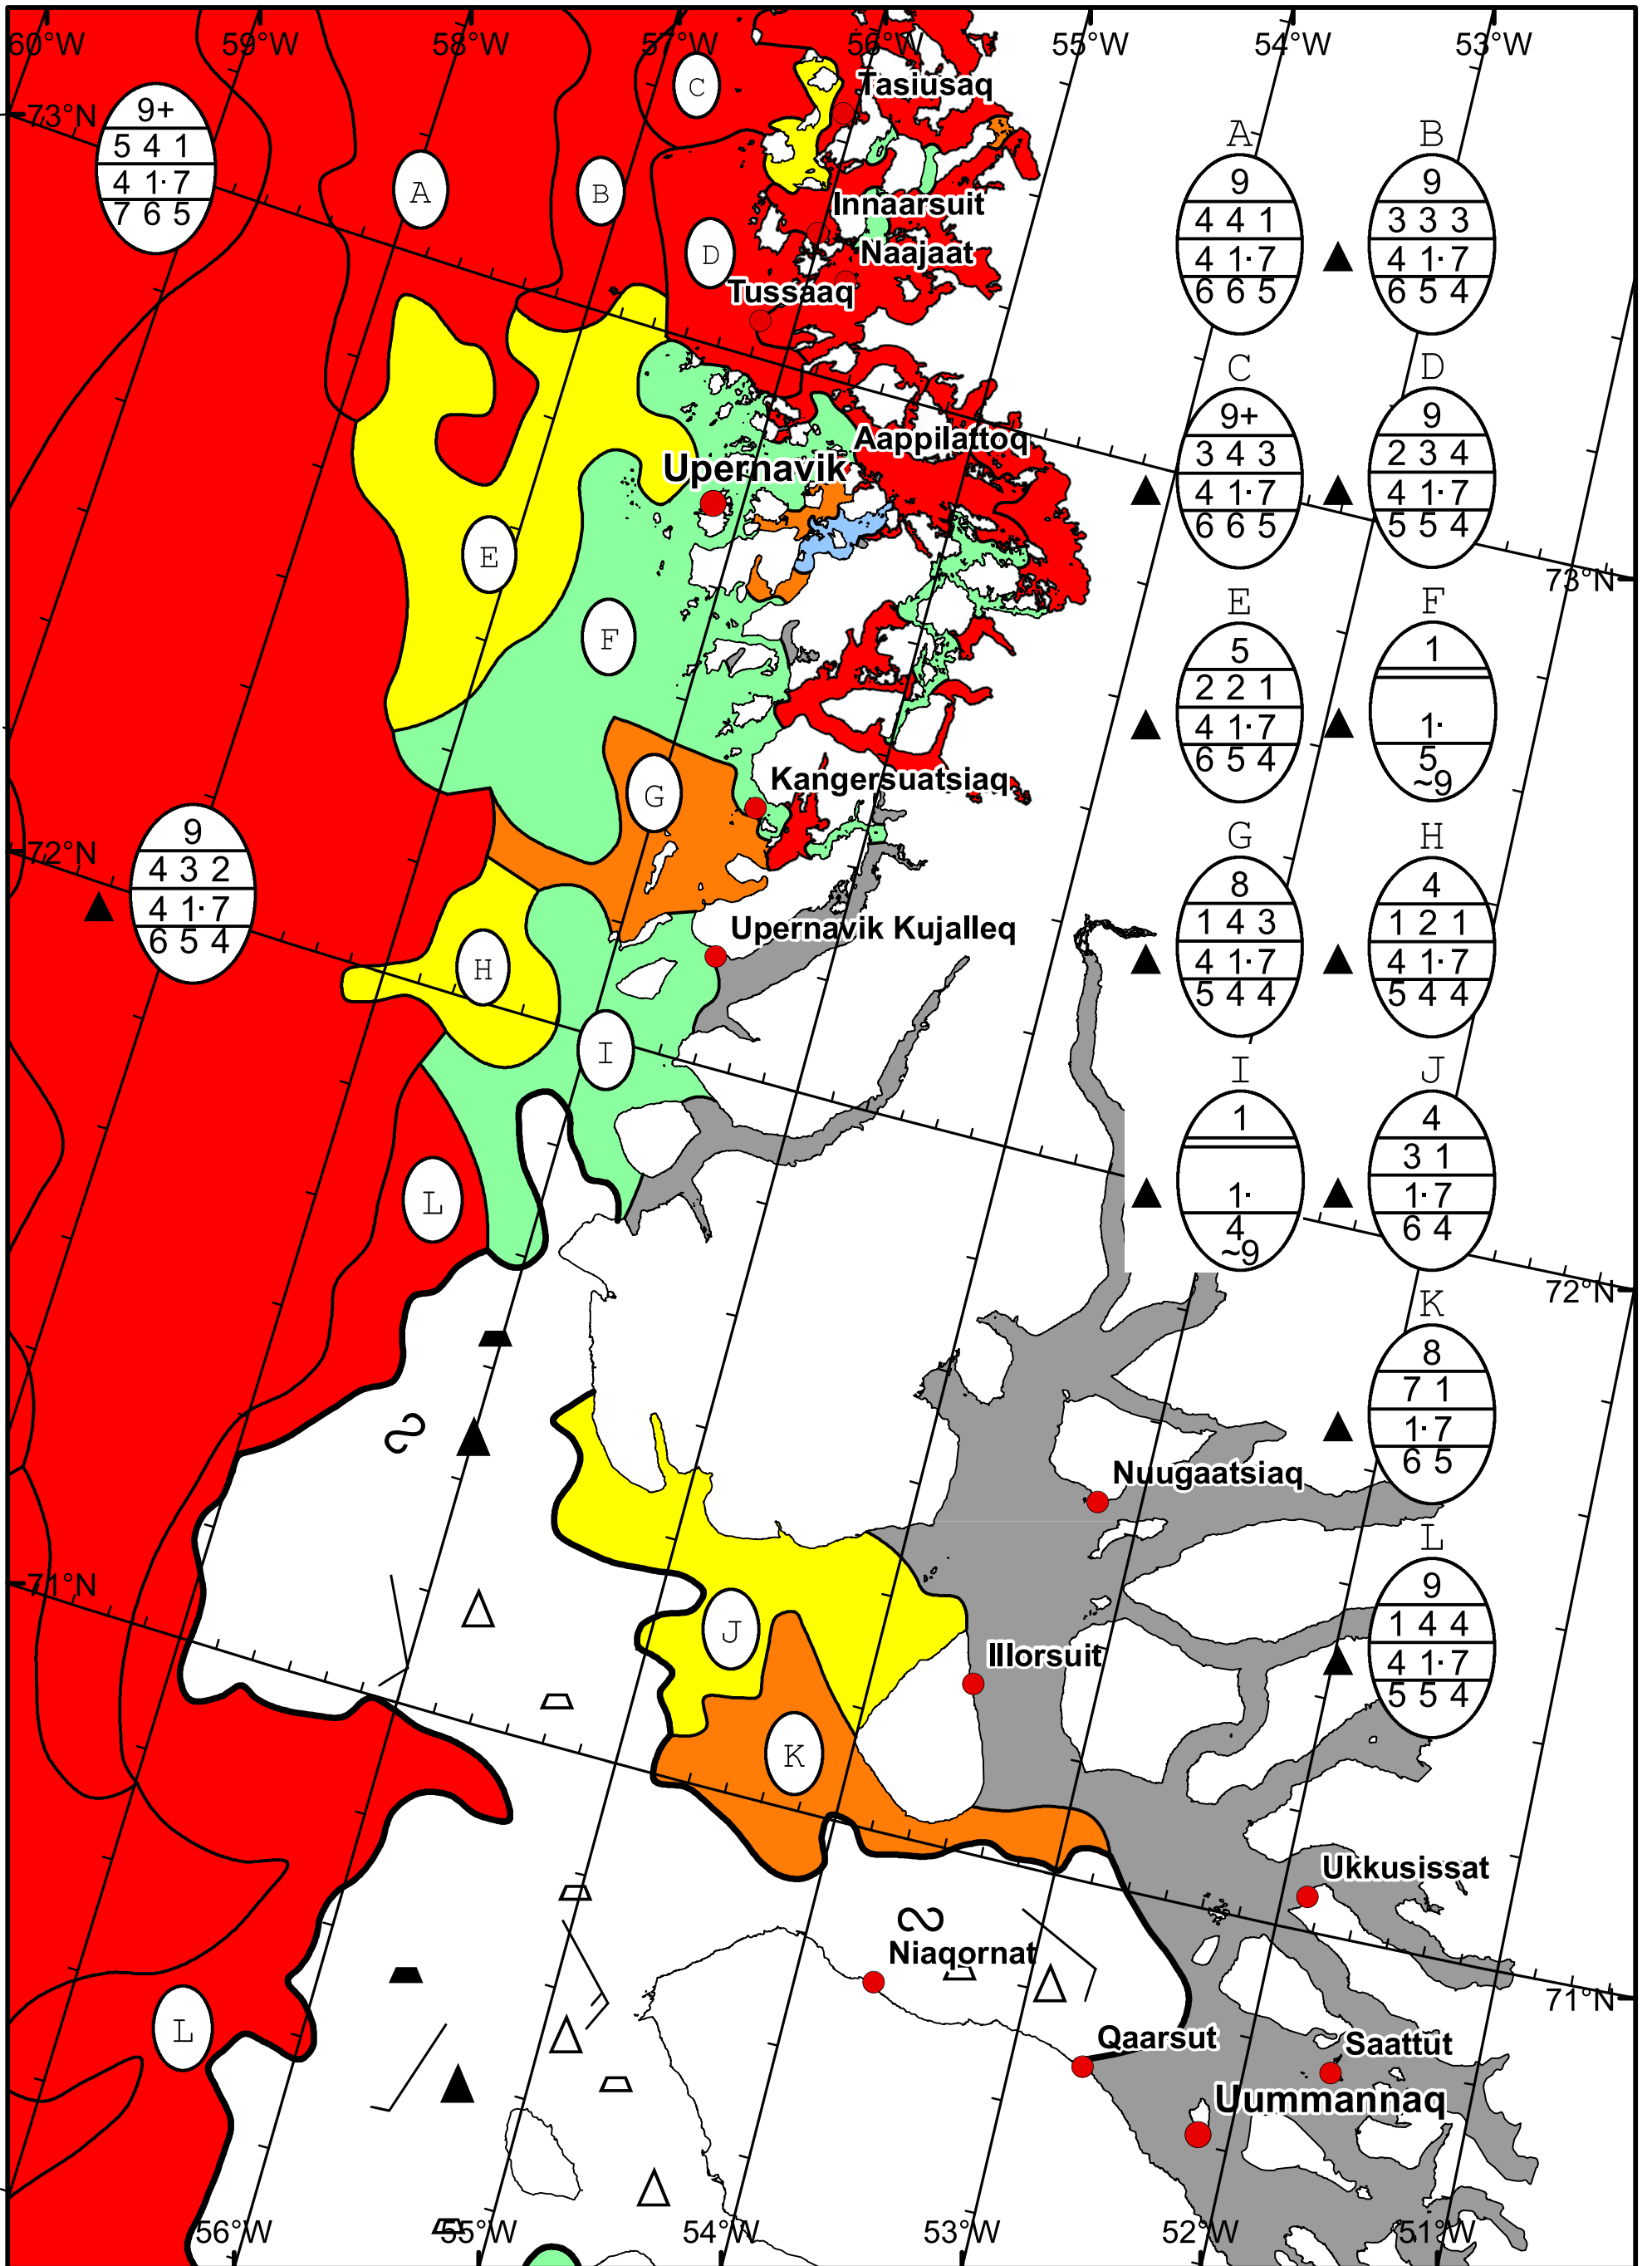 60°W 59°W 58°W 57°W 56°W 55°W 54°W 53°W
73°N
9+
5 4 1
4 1· 7
7 6 5
A
B
C
D
Tasiusaq
Innaarsuit
Naajaat
Tussaaq
Aappilattoq
Upernavik
E
F
G
Kangersuatsiaq
72°N
9
4 3 2
4 1· 7
6 5 4
Upernavik Kujalleq
H
I
L
Nuugaatsiaq
71°N
J
Illorsuit
K
Ukkusissat
Niaqornat
L
Qaarsut
Saattut
Uummannaq
56°W 55°W 54°W 53°W 52°W 51°W
A
9
4 4 1
4 1· 7
6 6 5
B
9
3 3 3
4 1· 7
6 5 4
C
9+
3 4 3
4 1· 7
6 6 5
D
9
2 3 4
4 1· 7
5 5 4
73°N
E
5
2 2 1
4 1· 7
6 5 4
F
1
1·
5
~9
G
8
1 4 3
4 1· 7
5 4 4
H
4
1 2 1
4 1· 7
5 4 4
I
1
1·
4
~9
J
4
3 1
1· 7
6 4
72°N
K
8
7 1
1· 7
6 5
L
9
1 4 4
4 1· 7
5 5 4
71°N